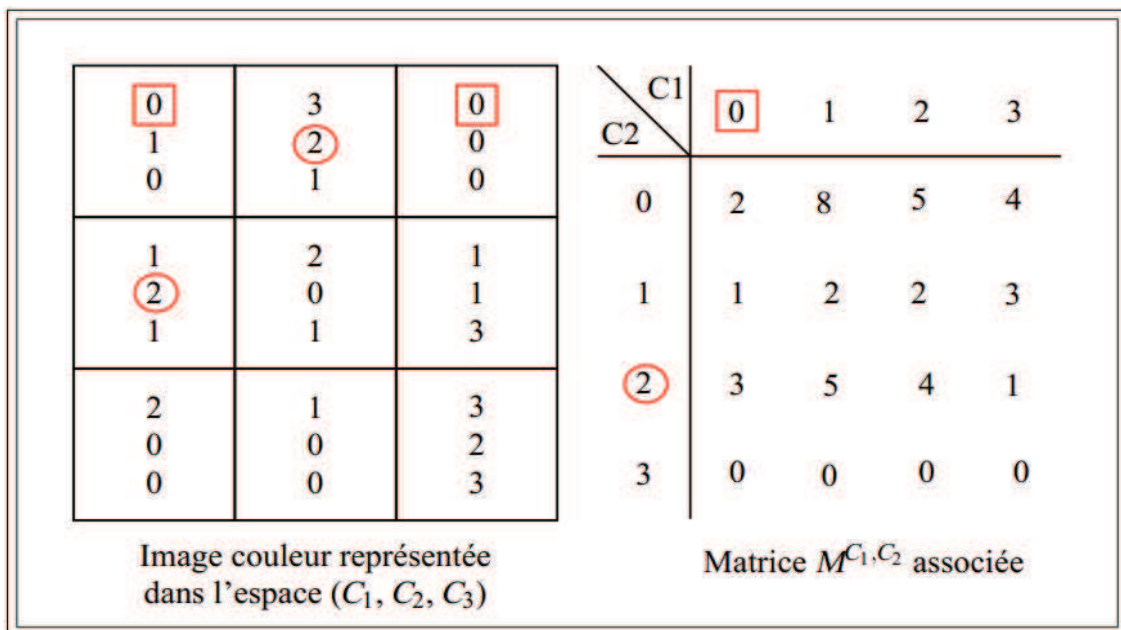 0 3 0
1 2 0
0 1 0
1 2 1
2 0 1
1 1 3
2 1 3
0 0 2
0 0 3
Image couleur représentée
dans l’espace (C₁, C₂, C₃)
C1
C2
0 1 2 3
0 2 8 5 4
1 1 2 2 3
2 3 5 4 1
3 0 0 0 0
Matrice M^{C₁,C₂} associée